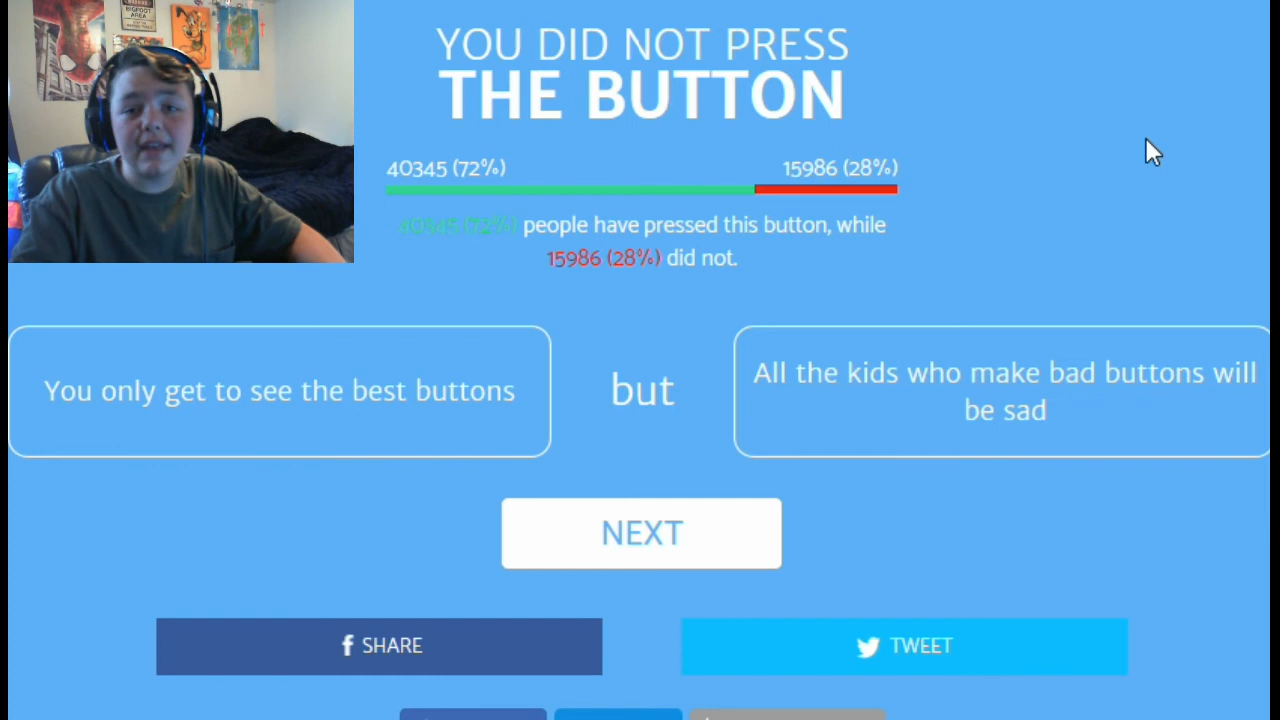 BIGFOOT
AREA
YOU DID NOT PRESS
THE BUTTON
40345 (72%)
15986 (28%)
40345 (72%) people have pressed this button, while
15986 (28%) did not.
You only get to see the best buttons
but
All the kids who make bad buttons will
be sad
NEXT
f SHARE
TWEET